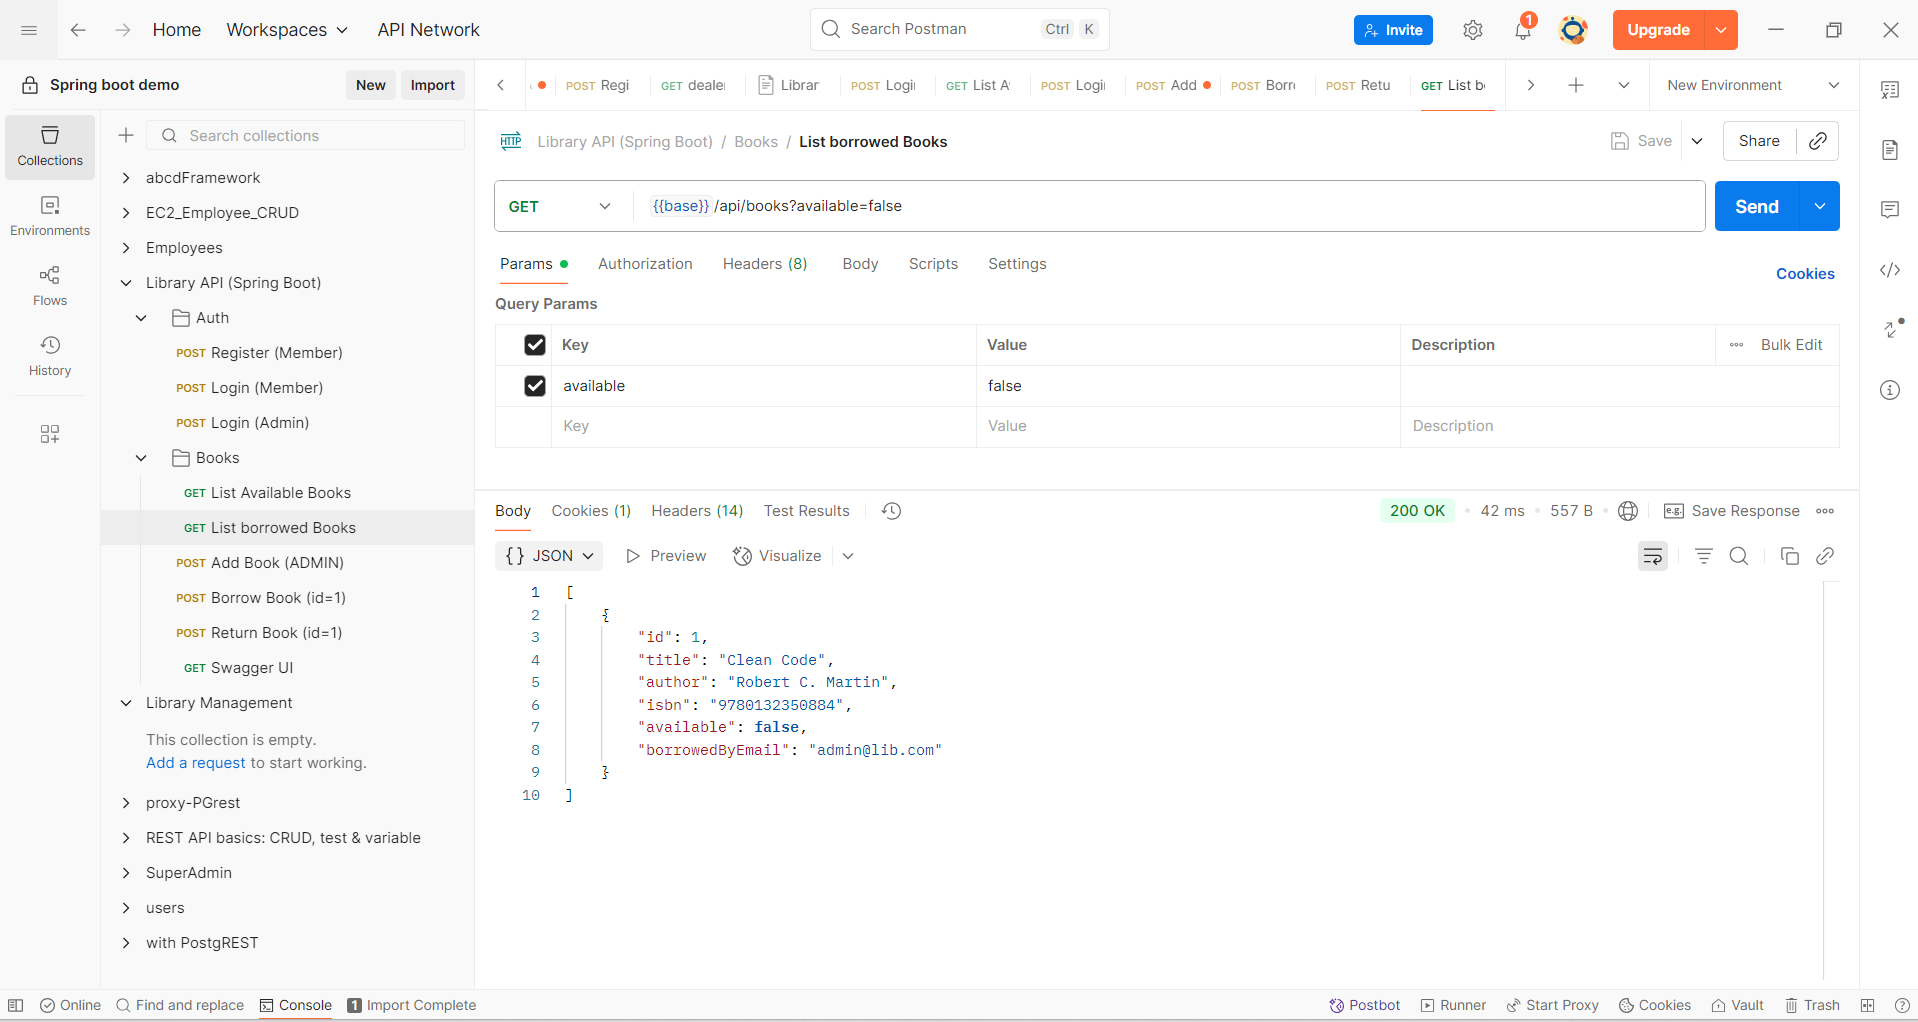 Home
Workspaces
API Network
Search Postman
Ctrl K
Invite
1
Upgrade
Spring boot demo
New
Import
POST Regi
GET deale
Librar
POST Logi
GET List A
POST Logi
POST Add
POST Borr
POST Retu
GET List b
New Environment
Collections
Environments
Flows
History
Search collections
abcdFramework
EC2_Employee_CRUD
Employees
Library API (Spring Boot)
Auth
POST Register (Member)
POST Login (Member)
POST Login (Admin)
Books
GET List Available Books
GET List borrowed Books
POST Add Book (ADMIN)
POST Borrow Book (id=1)
POST Return Book (id=1)
GET Swagger UI
Library Management
This collection is empty.
Add a request to start working.
proxy-PGrest
REST API basics: CRUD, test & variable
SuperAdmin
users
with PostgREST
HTTP Library API (Spring Boot) / Books / List borrowed Books
Save
Share
GET {{base}} /api/books?available=false
Send
Params Authorization Headers (8) Body Scripts Settings
Cookies
Query Params
Key Value Description Bulk Edit
available false
Key Value Description
Body Cookies (1) Headers (14) Test Results
200 OK 42 ms 557 B e.g. Save Response
{} JSON Preview Visualize
1 [
2 {
3 "id": 1,
4 "title": "Clean Code",
5 "author": "Robert C. Martin",
6 "isbn": "9780132350884",
7 "available": false,
8 "borrowedByEmail": "admin@lib.com"
9 }
10 ]
Online Find and replace Console 1 Import Complete
Postbot Runner Start Proxy Cookies Vault Trash